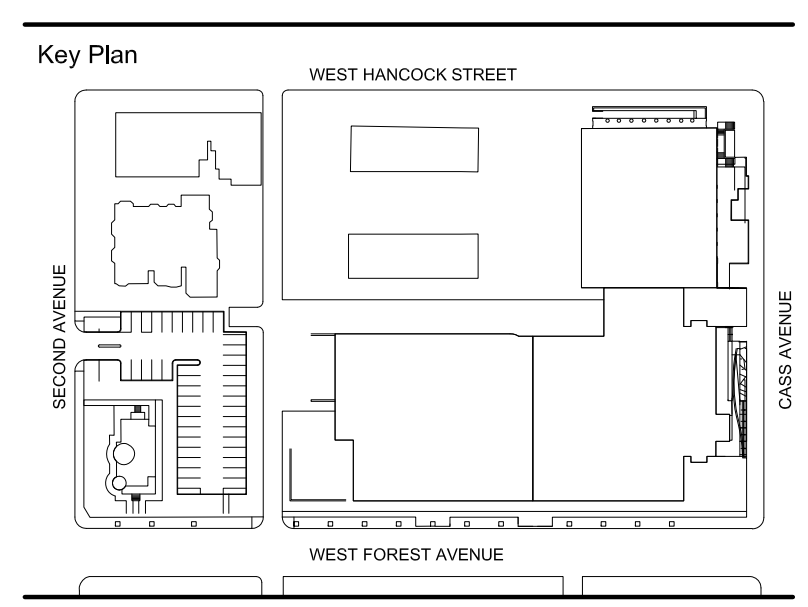 Key Plan
WEST HANCOCK STREET
SECOND AVENUE
CASS AVENUE
WEST FOREST AVENUE